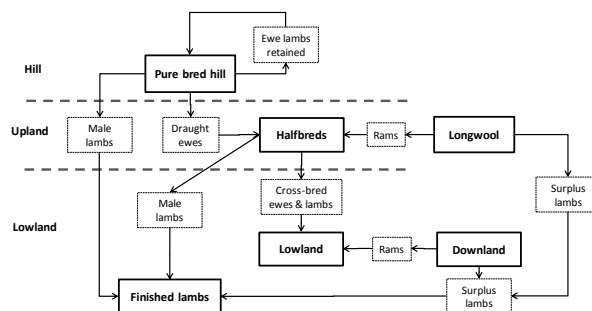 Ewe lambs
retained
Hill
Pure bred hill
Upland
Male
lambs
Draught
ewes
Halfbreds
Rams
Longwool
Cross-bred
ewes & lambs
Surplus
lambs
Male
lambs
Lowland
Lowland
Rams
Downland
Finished lambs
Surplus
lambs